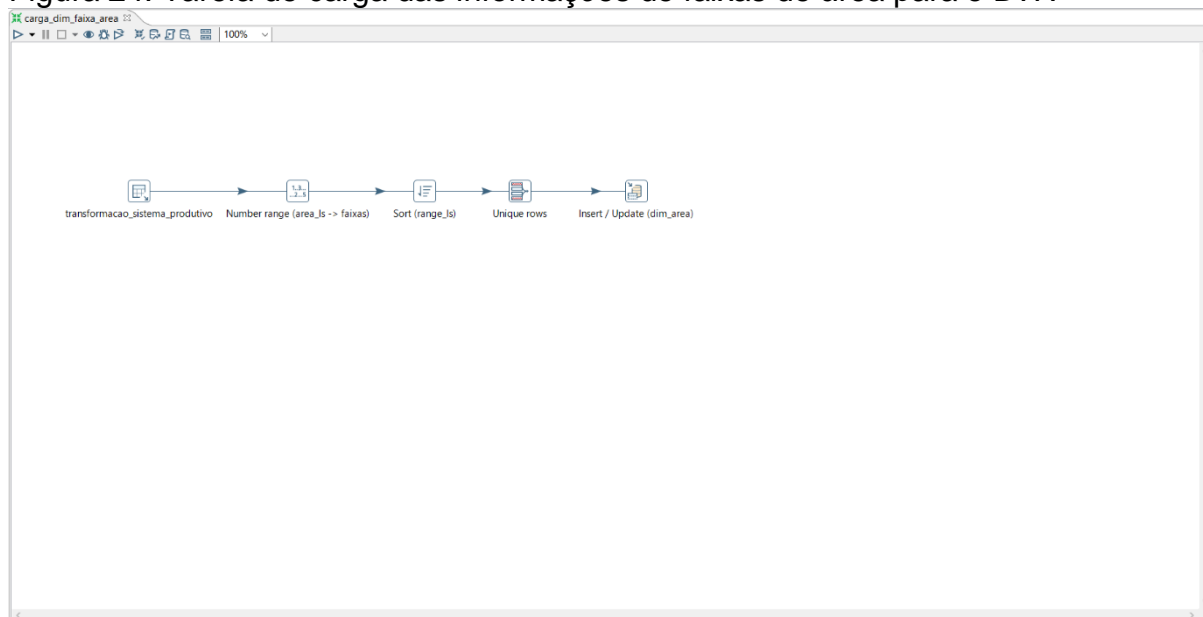 carga_dim_faixa_area
100%
transformacao_sistema_produtivo Number range (area_ls -> faixas) Sort (range_ls) Unique rows Insert / Update (dim_area)